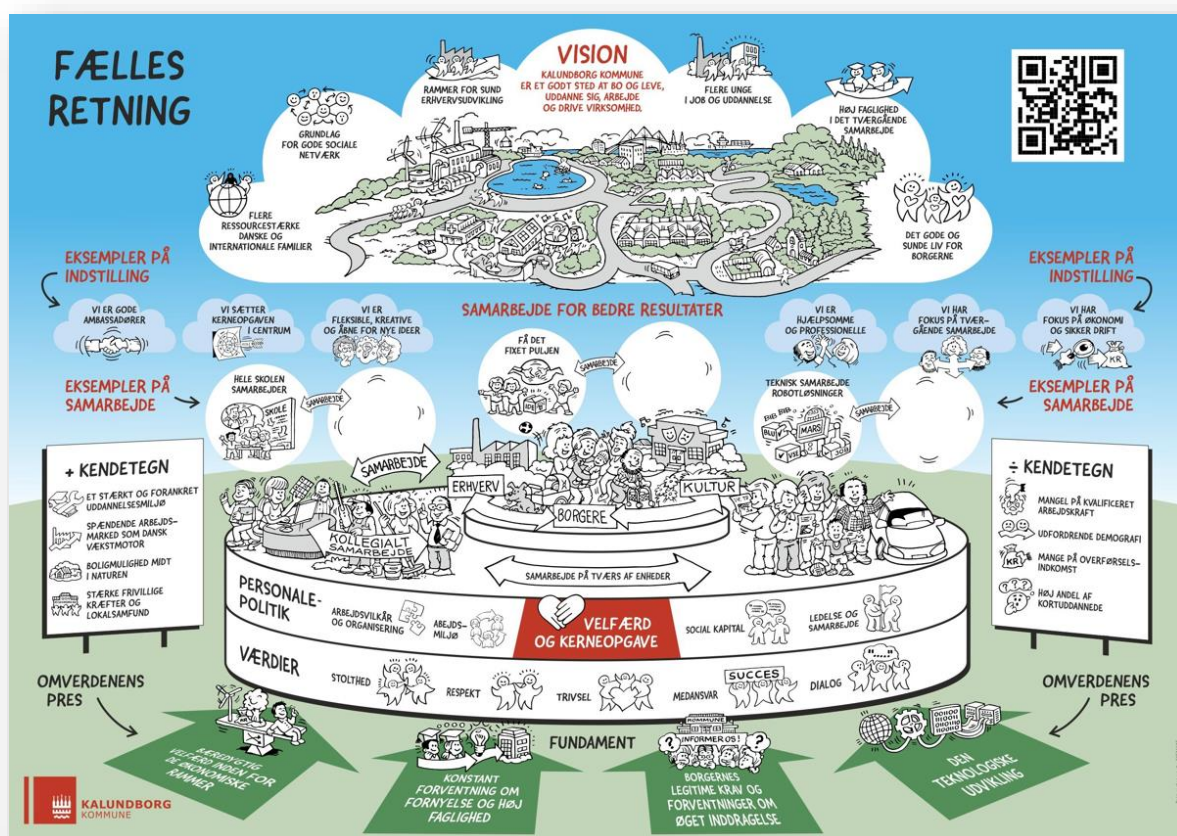 FÆLLES
RETNING
VISION
KALUNDBORG KOMMUNE
ER ET GODT STED AT BO OG LEVE,
UDDANNE SIG, ARBEJDE
OG DRIVE VIRKSOMHED.
RAMMER FOR SUND
ERHVERVSUDVIKLING
FLERE UNGE
I JOB OG UDDANNELSE
GRUNDLAG
FOR GODE SOCIALE
NETVÆRK
HØJ FAGLIGHED
I DET TVÆRGÅENDE
SAMARBEJDE
FLERE
RESSOURCESTÆRKE
DANSKE OG
INTERNATIONALE FAMILIER
DET GODE OG
SUNDE LIV FOR
BORGERNE
EKSEMPLER PÅ
INDSTILLING
EKSEMPLER PÅ
INDSTILLING
VI ER GODE
AMBASSADØRER
VI SÆTTER
KERNEOPGAVEN
I CENTRUM
VI ER
FLEKSIBLE, KREATIVE
OG ÅBNE FOR NYE IDEER
SAMARBEJDE FOR BEDRE RESULTATER
VI ER
HJÆLPSOMME
OG PROFESSIONELLE
VI HAR
FOKUS PÅ TVÆR-
GÅENDE SAMARBEJDE
VI HAR
FOKUS PÅ ØKONOMI
OG SIKKER DRIFT
KR
EKSEMPLER PÅ
SAMARBEJDE
HELE SKOLEN
SAMARBEJDER
SKOLE
SAMARBEJDE
FÅ DET
FIXET PULJEN
IDE
SAMARBEJDE
TEKNISK SAMARBEJDE
ROBOTLØSNINGER
MARS
SAMARBEJDE
EKSEMPLER PÅ
SAMARBEJDE
+ KENDETEGN
ET STÆRKT OG FORANKRET
UDDANNELSESMILJØ
SPÆNDENDE ARBEJDS-
MARKED SOM DANSK
VÆKSTMOTOR
BOLIGMULIGHED MIDT
I NATUREN
STÆRKE FRIVILLIGE
KRÆFTER OG
LOKALSAMFUND
÷ KENDETEGN
MANGEL PÅ KVALIFICERET
ARBEJDSKRAFT
UDFORDRENDE DEMOGRAFI
KR
MANGE PÅ OVERFØRSELS-
INDKOMST
HØJ ANDEL AF
KORTUDDANNEDE
SAMARBEJDE
ERHVERV
BORGERE
KULTUR
KOLLEGIALT
SAMARBEJDE
SAMARBEJDE PÅ TVÆRS AF ENHEDER
PERSONALE-
POLITIK
ARBEJDSVILKÅR
OG ORGANISERING
ABEJDS-
MILJØ
VELFÆRD
OG KERNEOPGAVE
SOCIAL KAPITAL
LEDELSE OG
SAMARBEJDE
VÆRDIER
STOLTHED
RESPEKT
TRIVSEL
MEDANSVAR
SUCCES
DIALOG
OMVERDENENS
PRES
OMVERDENENS
PRES
BÆREDYGTIG
VELFÆRD INDEN FOR
DE ØKONOMISKE
RAMMER
FUNDAMENT
KONSTANT
FORVENTNING OM
FORNYELSE OG HØJ
FAGLIGHED
KOMMUNE
INFORMER OS!
BORGERNES
LEGITIME KRAV OG
FORVENTNINGER OM
ØGET INDDRAGELSE
DEN
TEKNOLOGISKE
UDVIKLING
KALUNDBORG
KOMMUNE